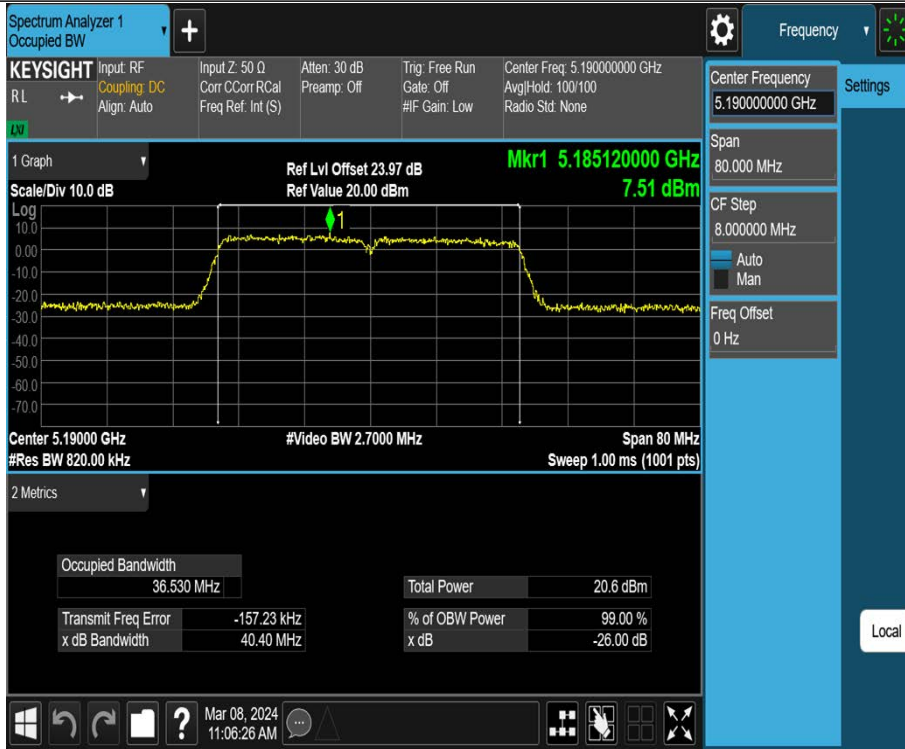 Spectrum Analyzer 1
Occupied BW
Frequency
KEYSIGHT
R L
LXI
Input: RF
Coupling: DC
Align: Auto
Input Z: 50 Ω
Corr CCorr RCal
Freq Ref: Int (S)
Atten: 30 dB
Preamp: Off
Trig: Free Run
Gate: Off
#IF Gain: Low
Center Freq: 5.190000000 GHz
Avg|Hold: 100/100
Radio Std: None
1 Graph
Scale/Div 10.0 dB
Ref Lvl Offset 23.97 dB
Ref Value 20.00 dBm
Mkr1 5.185120000 GHz
7.51 dBm
Log
10.0
0.00
-10.0
-20.0
-30.0
-40.0
-50.0
-60.0
-70.0
1
Center 5.19000 GHz
#Video BW 2.7000 MHz
Span 80 MHz
#Res BW 820.00 kHz
Sweep 1.00 ms (1001 pts)
2 Metrics
Occupied Bandwidth
36.530 MHz
Total Power 20.6 dBm
Transmit Freq Error -157.23 kHz
% of OBW Power 99.00 %
x dB Bandwidth 40.40 MHz
x dB -26.00 dB
Center Frequency
5.190000000 GHz
Settings
Span
80.000 MHz
CF Step
8.000000 MHz
Auto
Man
Freq Offset
0 Hz
Local
?
Mar 08, 2024
11:06:26 AM